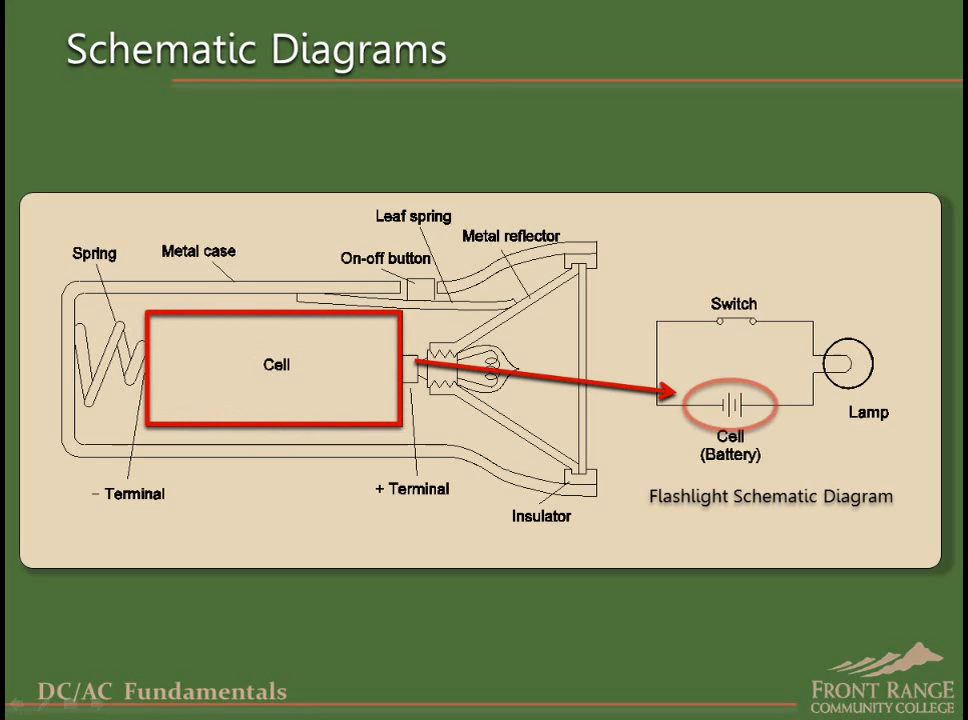 Schematic Diagrams
Leaf spring
Metal reflector
Spring
Metal case
On-off button
Cell
Switch
Lamp
Cell
(Battery)
− Terminal
+ Terminal
Insulator
Flashlight Schematic Diagram
DC/AC Fundamentals
FRONT RANGE
COMMUNITY COLLEGE